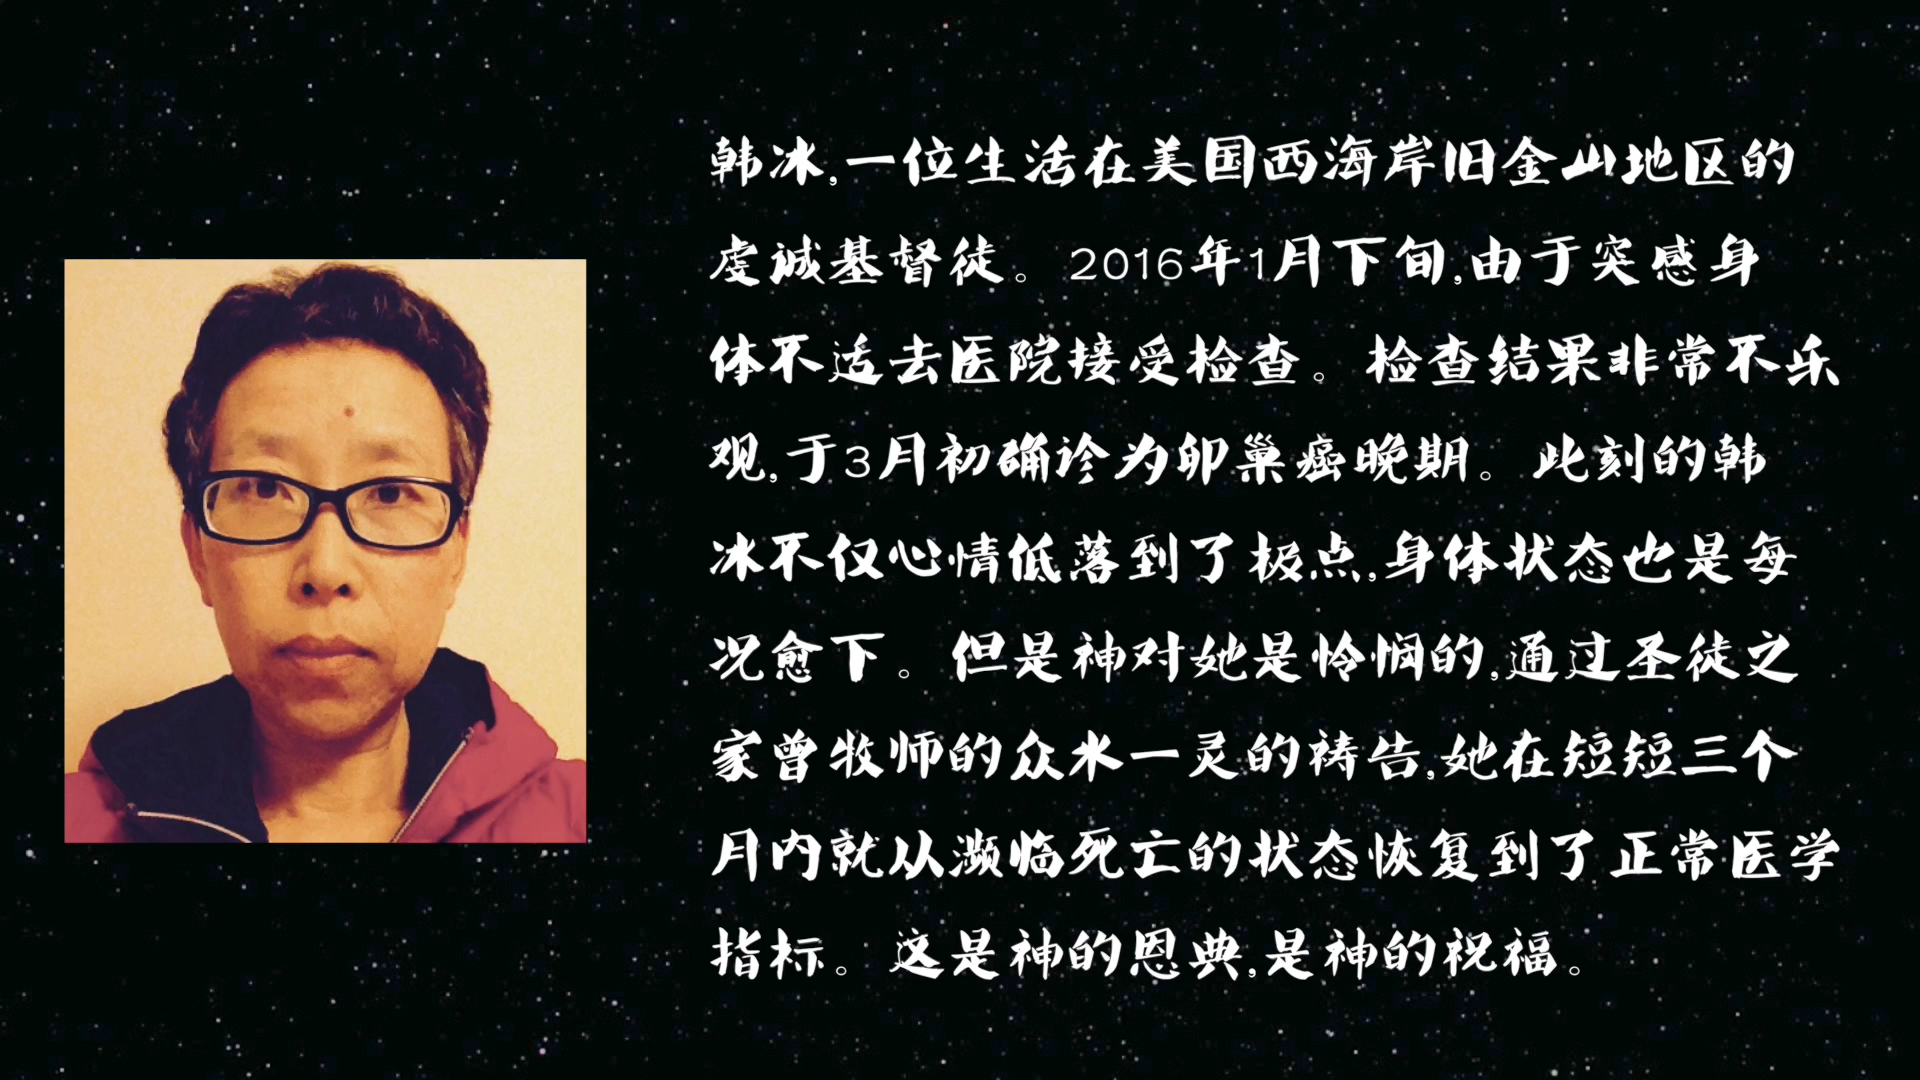 韩冰,一位生活在美国西海岸旧金山地区的
虔诚基督徒。2016年1月下旬,由于突感身
体不适去医院接受检查。检查结果非常不乐
观,于3月初确诊为卵巢癌晚期。此刻的韩
冰不仅心情低落到了极点,身体状态也是每
况愈下。但是神对她是怜悯的,通过圣徒之
家曾牧师的众水一灵的祷告,她在短短三个
月内就从濒临死亡的状态恢复到了正常医学
指标。这是神的恩典,是神的祝福。